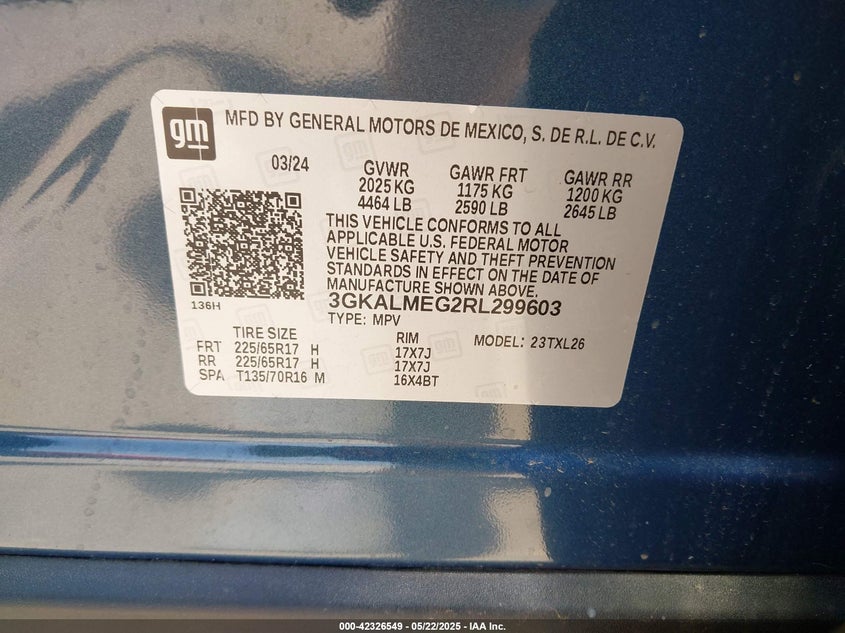 gm
MFD BY GENERAL MOTORS DE MEXICO, S. DE R.L. DE C.V.
03/24 GVWR GAWR FRT GAWR RR
2025 KG 1175 KG 1200 KG
4464 LB 2590 LB 2645 LB
THIS VEHICLE CONFORMS TO ALL
APPLICABLE U.S. FEDERAL MOTOR
VEHICLE SAFETY AND THEFT PREVENTION
STANDARDS IN EFFECT ON THE DATE OF
MANUFACTURE SHOWN ABOVE.
136H
3GKALMEG2RL299603
TYPE: MPV
TIRE SIZE RIM MODEL: 23TXL26
FRT 225/65R17 H 17X7J
RR 225/65R17 H 17X7J
SPA T135/70R16 M 16X4BT
000-42326549 - 05/22/2025 - IAA Inc.